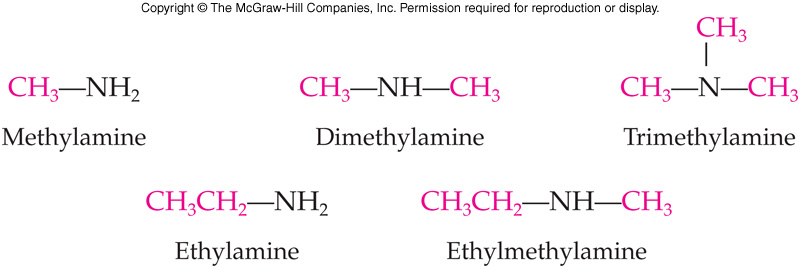 Copyright © The McGraw-Hill Companies, Inc. Permission required for reproduction or display.
CH₃
CH₃—NH₂
CH₃—NH—CH₃
CH₃—N—CH₃
Methylamine
Dimethylamine
Trimethylamine
CH₃CH₂—NH₂
CH₃CH₂—NH—CH₃
Ethylamine
Ethylmethylamine